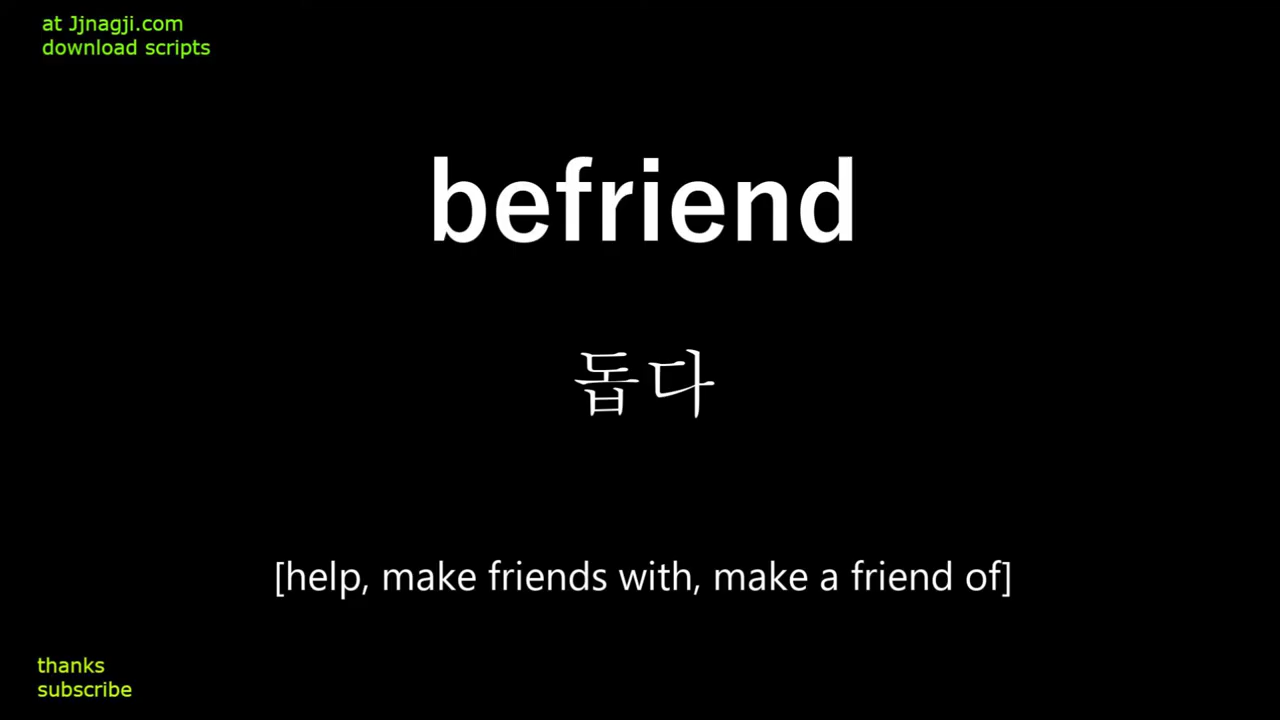 at Jjnagji.com
download scripts
befriend
돕다
[help, make friends with, make a friend of]
thanks
subscribe